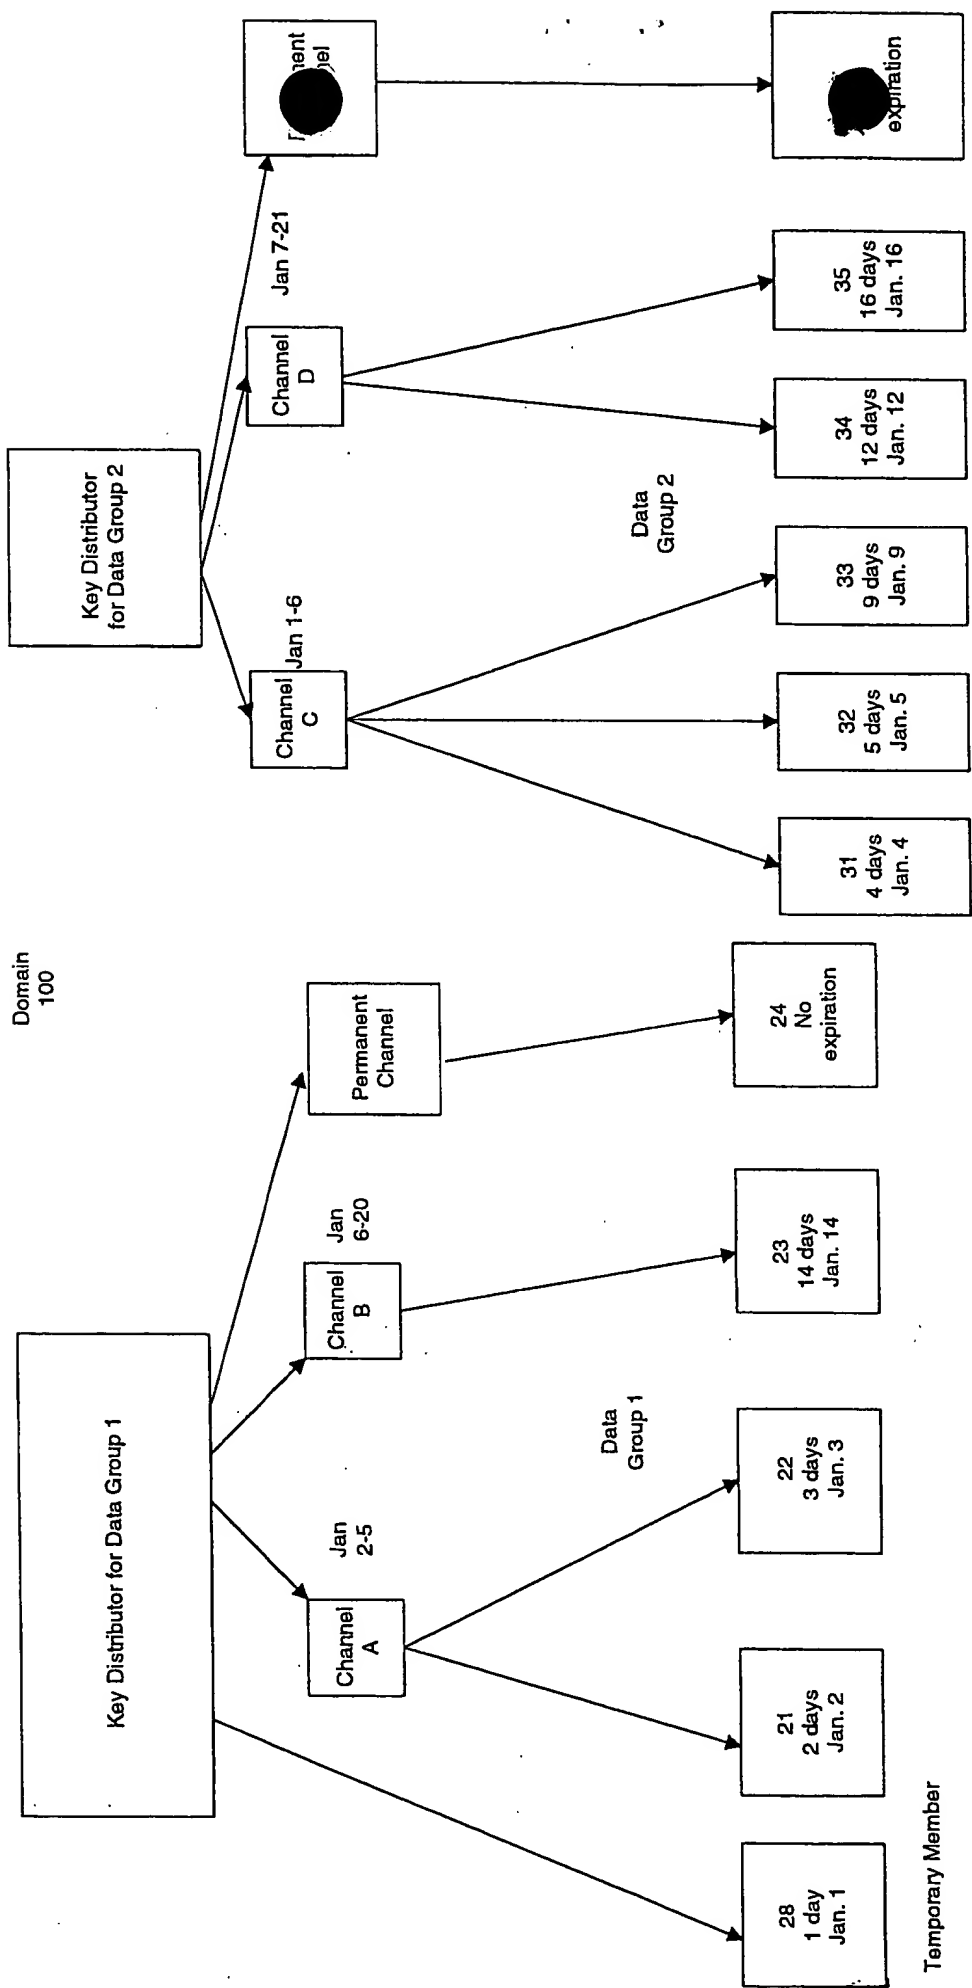 Domain
100
Key Distributor for Data Group 1
Key Distributor
for Data Group 2
Channel
A
Jan
2-5
Channel
B
Jan
6-20
Permanent
Channel
Channel
C
Jan 1-6
Channel
D
Jan 7-21
Data
Group 1
Data
Group 2
28
1 day
Jan. 1
21
2 days
Jan. 2
22
3 days
Jan. 3
23
14 days
Jan. 14
24
No
expiration
31
4 days
Jan. 4
32
5 days
Jan. 5
33
9 days
Jan. 9
34
12 days
Jan. 12
35
16 days
Jan. 16
expiration
Temporary Member